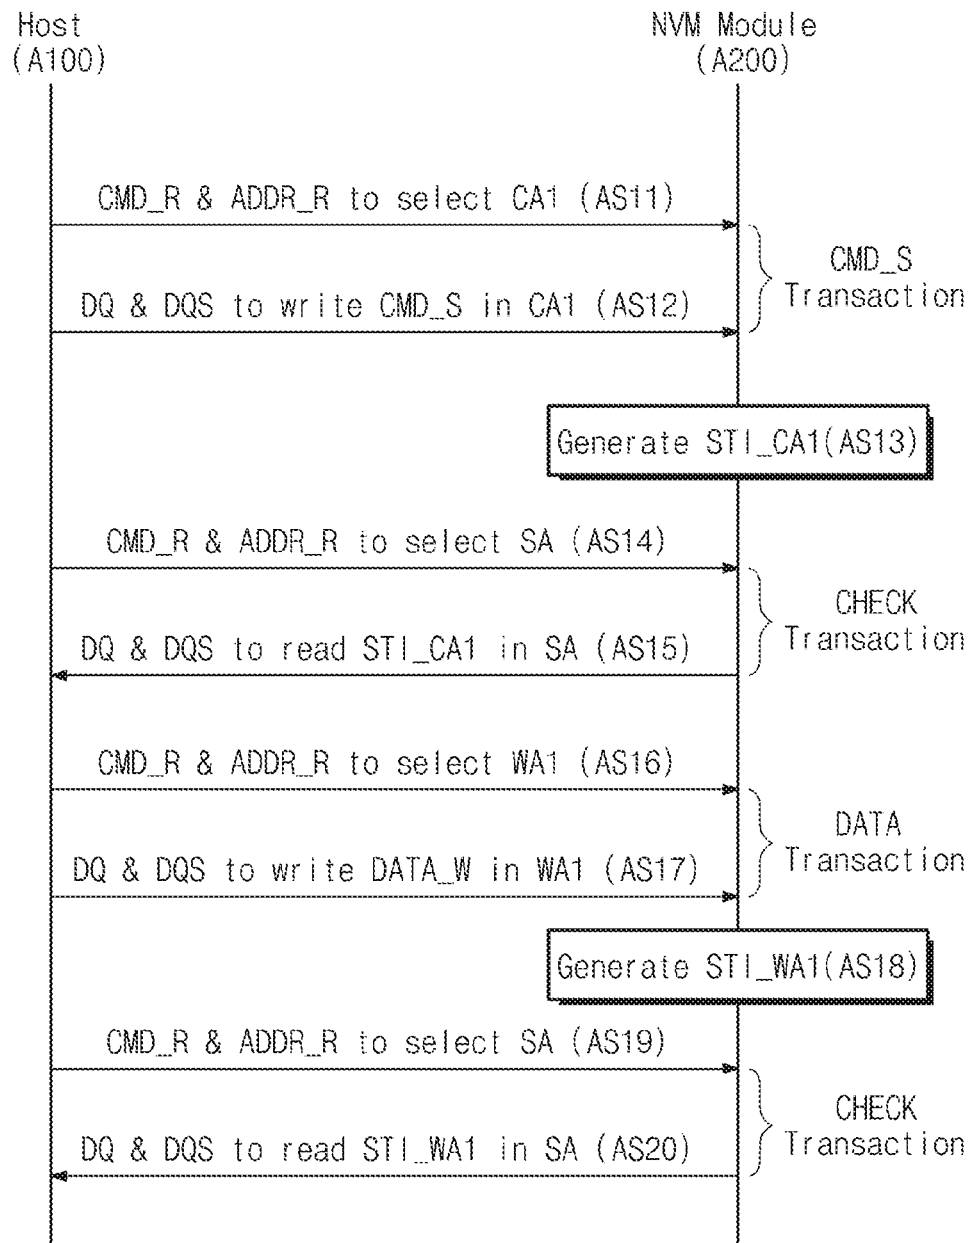 Host
(A100)
NVM Module
(A200)
CMD_R & ADDR_R to select CA1 (AS11)
DQ & DQS to write CMD_S in CA1 (AS12)
CMD_S
Transaction
Generate STI_CA1(AS13)
CMD_R & ADDR_R to select SA (AS14)
DQ & DQS to read STI_CA1 in SA (AS15)
CHECK
Transaction
CMD_R & ADDR_R to select WA1 (AS16)
DQ & DQS to write DATA_W in WA1 (AS17)
DATA
Transaction
Generate STI_WA1(AS18)
CMD_R & ADDR_R to select SA (AS19)
DQ & DQS to read STI_WA1 in SA (AS20)
CHECK
Transaction